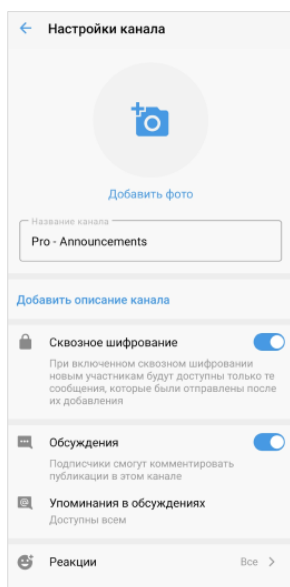 Настройки канала
Добавить фото
Название канала
Pro - Announcements
Добавить описание канала
Сквозное шифрование
При включенном сквозном шифровании
новым участникам будут доступны только те
сообщения, которые были отправлены после
их добавления
Обсуждения
Подписчики смогут комментировать
публикации в этом канале
Упоминания в обсуждениях
Доступны всем
Реакции Все